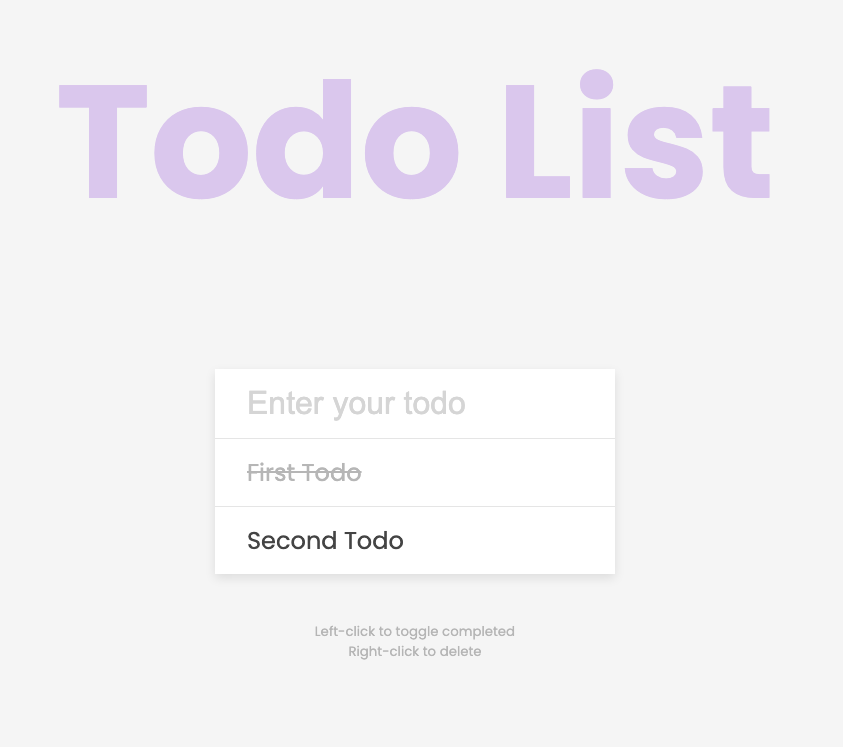 Todo List
Enter your todo
First Todo
Second Todo
Left-click to toggle completed
Right-click to delete